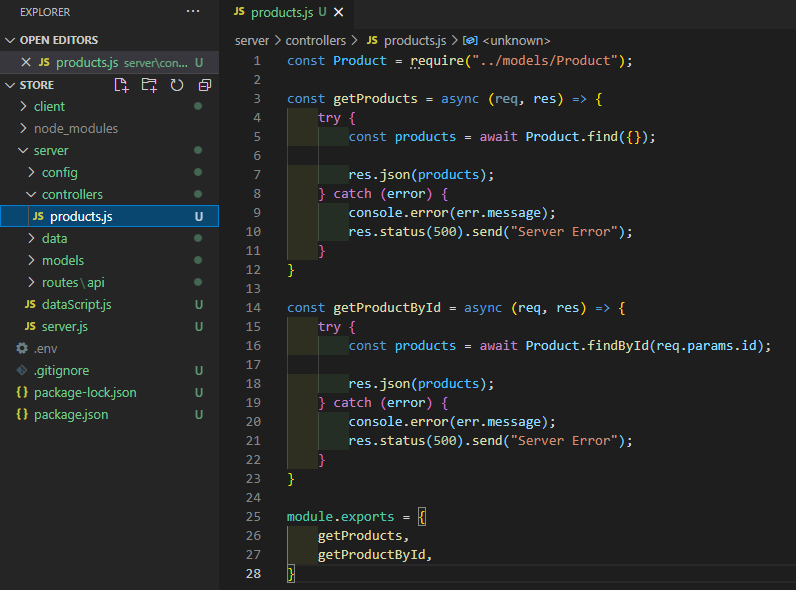 EXPLORER
OPEN EDITORS
products.js server\con... U
STORE
client
node_modules
server
config
controllers
JS products.js U
data
models
routes\api
JS dataScript.js U
JS server.js U
.env
.gitignore U
{} package-lock.json U
{} package.json U
JS products.js U
server > controllers > JS products.js > <unknown>
1 const Product = require("../models/Product");
2
3 const getProducts = async (req, res) => {
4 try {
5 const products = await Product.find({});
6
7 res.json(products);
8 } catch (error) {
9 console.error(err.message);
10 res.status(500).send("Server Error");
11 }
12 }
13
14 const getProductById = async (req, res) => {
15 try {
16 const products = await Product.findById(req.params.id);
17
18 res.json(products);
19 } catch (error) {
20 console.error(err.message);
21 res.status(500).send("Server Error");
22 }
23 }
24
25 module.exports = {
26 getProducts,
27 getProductById,
28 }